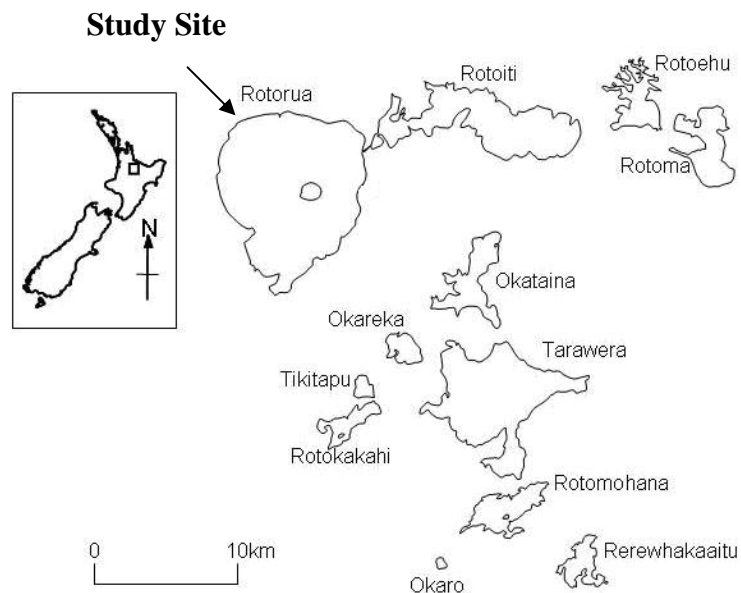 Study Site
Rotorua
Rotoiti
Rotoehu
Rotoma
N
Okataina
Okareka
Tarawera
Tikitapu
Rotokakahi
Rotomohana
0 10km
Rerewhakaaitu
Okaro